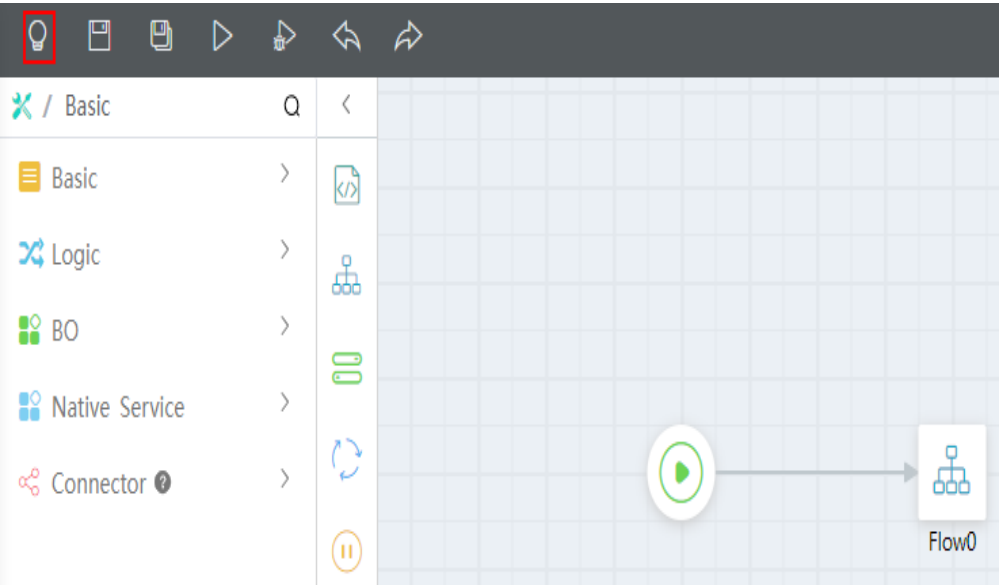 / Basic
Basic
Logic
BO
Native Service
Connector ?
</>
Flow0